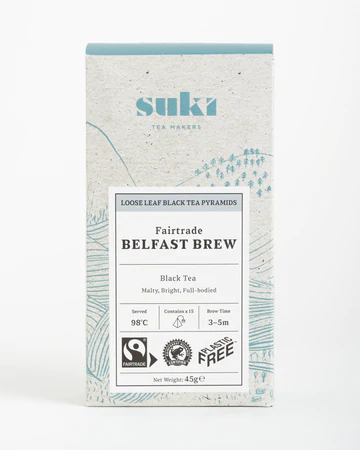 suki
TEA MAKERS
LOOSE LEAF BLACK TEA PYRAMIDS
Fairtrade
BELFAST BREW
Black Tea
Malty, Bright, Full-bodied
Served Contains x 15 Brew Time
98°C 3–5m
FAIRTRADE
PLASTIC
FREE
Net Weight: 45g℮